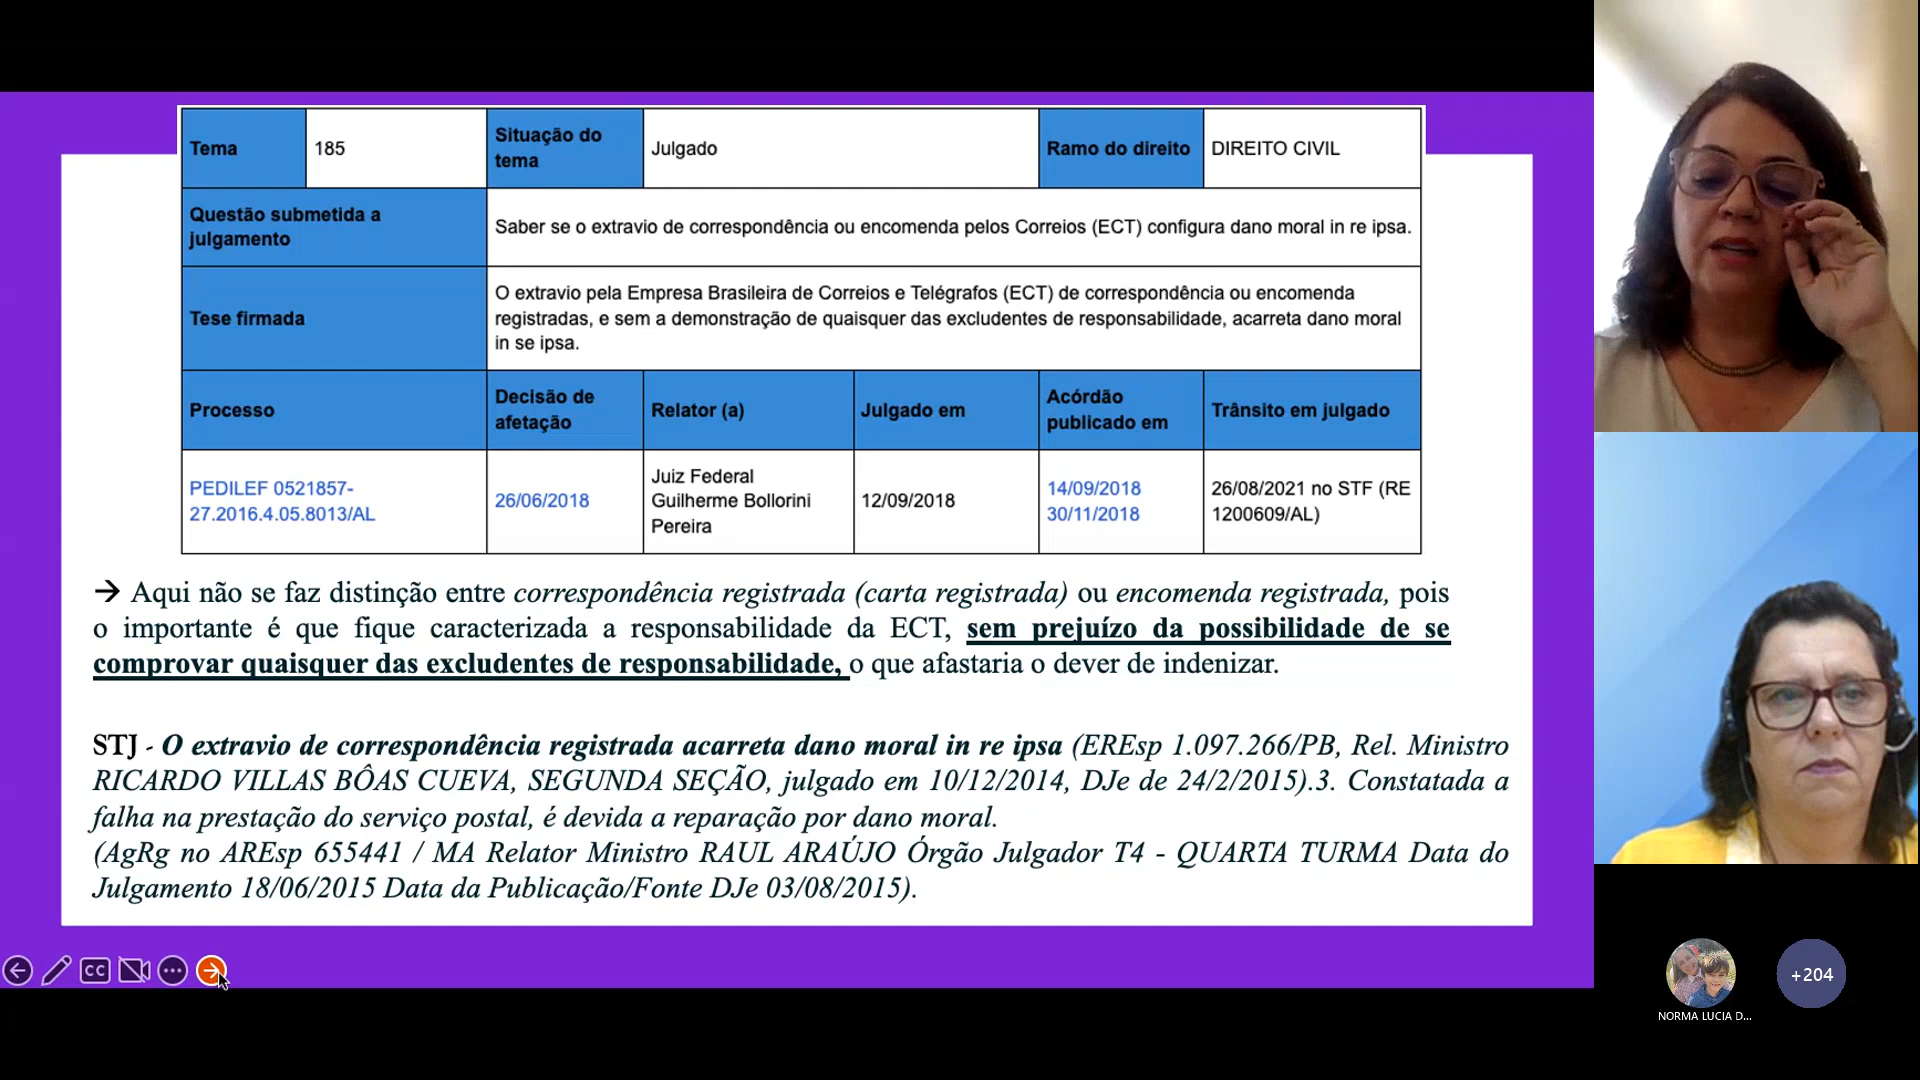 Tema 185 Situação do tema Julgado Ramo do direito DIREITO CIVIL
Questão submetida a julgamento
Saber se o extravio de correspondência ou encomenda pelos Correios (ECT) configura dano moral in re ipsa.
Tese firmada
O extravio pela Empresa Brasileira de Correios e Telégrafos (ECT) de correspondência ou encomenda
registradas, e sem a demonstração de quaisquer das excludentes de responsabilidade, acarreta dano moral
in se ipsa.
Processo
Decisão de afetação
Relator (a)
Julgado em
Acórdão publicado em
Trânsito em julgado
PEDILEF 0521857-
27.2016.4.05.8013/AL
26/06/2018
Juiz Federal
Guilherme Bollorini
Pereira
12/09/2018
14/09/2018
30/11/2018
26/08/2021 no STF (RE
1200609/AL)
→ Aqui não se faz distinção entre correspondência registrada (carta registrada) ou encomenda registrada, pois
o importante é que fique caracterizada a responsabilidade da ECT, sem prejuízo da possibilidade de se
comprovar quaisquer das excludentes de responsabilidade, o que afastaria o dever de indenizar.
STJ - O extravio de correspondência registrada acarreta dano moral in re ipsa (EREsp 1.097.266/PB, Rel. Ministro
RICARDO VILLAS BÔAS CUEVA, SEGUNDA SEÇÃO, julgado em 10/12/2014, DJe de 24/2/2015).3. Constatada a
falha na prestação do serviço postal, é devida a reparação por dano moral.
(AgRg no AREsp 655441 / MA Relator Ministro RAUL ARAÚJO Órgão Julgador T4 - QUARTA TURMA Data do
Julgamento 18/06/2015 Data da Publicação/Fonte DJe 03/08/2015).
CC
+204
NORMA LUCIA D...